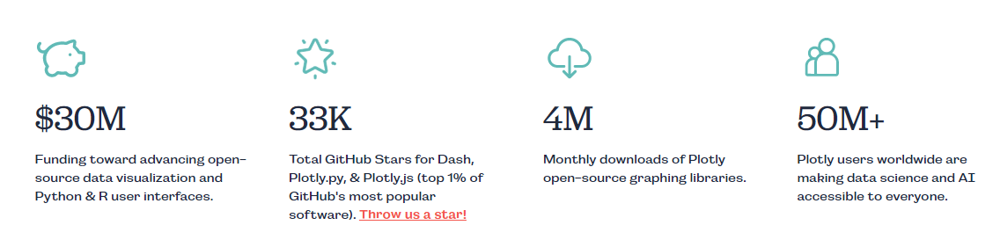 $30M
Funding toward advancing open-
source data visualization and
Python & R user interfaces.
33K
Total GitHub Stars for Dash,
Plotly.py, & Plotly.js (top 1% of
GitHub's most popular
software). Throw us a star!
4M
Monthly downloads of Plotly
open-source graphing libraries.
50M+
Plotly users worldwide are
making data science and AI
accessible to everyone.